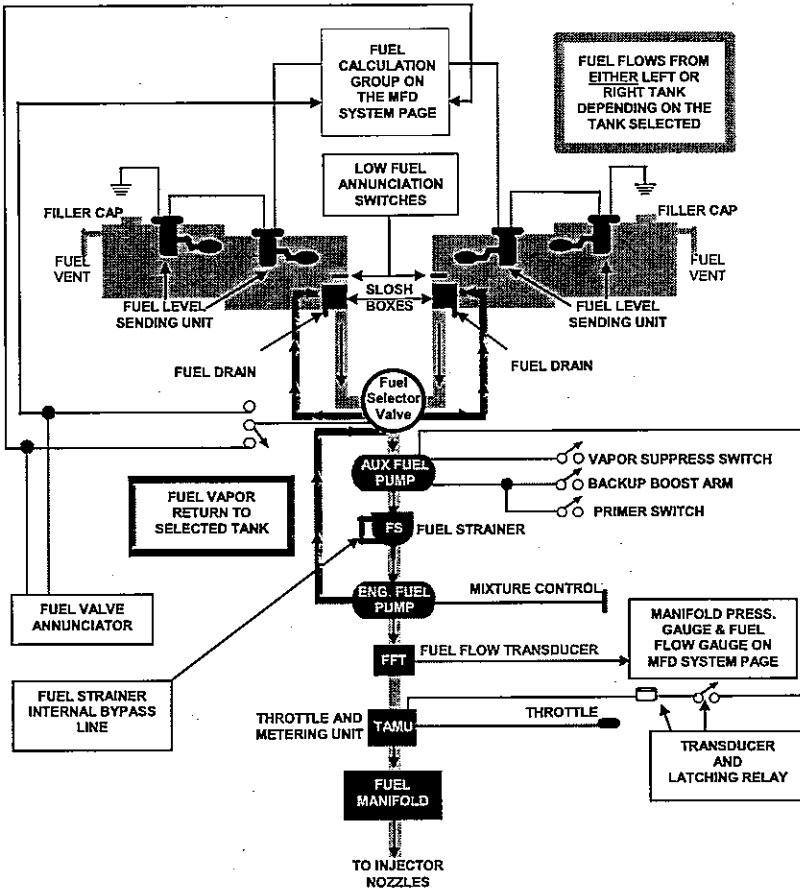 FUEL
CALCULATION
GROUP ON
THE MFD
SYSTEM PAGE
FUEL FLOWS FROM
EITHER LEFT OR
RIGHT TANK
DEPENDING ON THE
TANK SELECTED
LOW FUEL
ANNUNCIATION
SWITCHES
FILLER CAP
FUEL
VENT
FILLER CAP
FUEL
VENT
FUEL LEVEL
SENDING UNIT
SLOSH
BOXES
FUEL LEVEL
SENDING UNIT
FUEL DRAIN
FUEL DRAIN
Fuel
Selector
Valve
AUX FUEL
PUMP
VAPOR SUPPRESS SWITCH
BACKUP BOOST ARM
PRIMER SWITCH
FUEL VAPOR
RETURN TO
SELECTED TANK
FS
FUEL STRAINER
ENG. FUEL
PUMP
MIXTURE CONTROL
FUEL VALVE
ANNUNCIATOR
MANIFOLD PRESS.
GAUGE & FUEL
FLOW GAUGE ON
MFD SYSTEM PAGE
FFT
FUEL FLOW TRANSDUCER
FUEL STRAINER
INTERNAL BYPASS
LINE
THROTTLE AND
METERING UNIT
TAMU
THROTTLE
TRANSDUCER
AND
LATCHING RELAY
FUEL
MANIFOLD
TO INJECTOR
NOZZLES